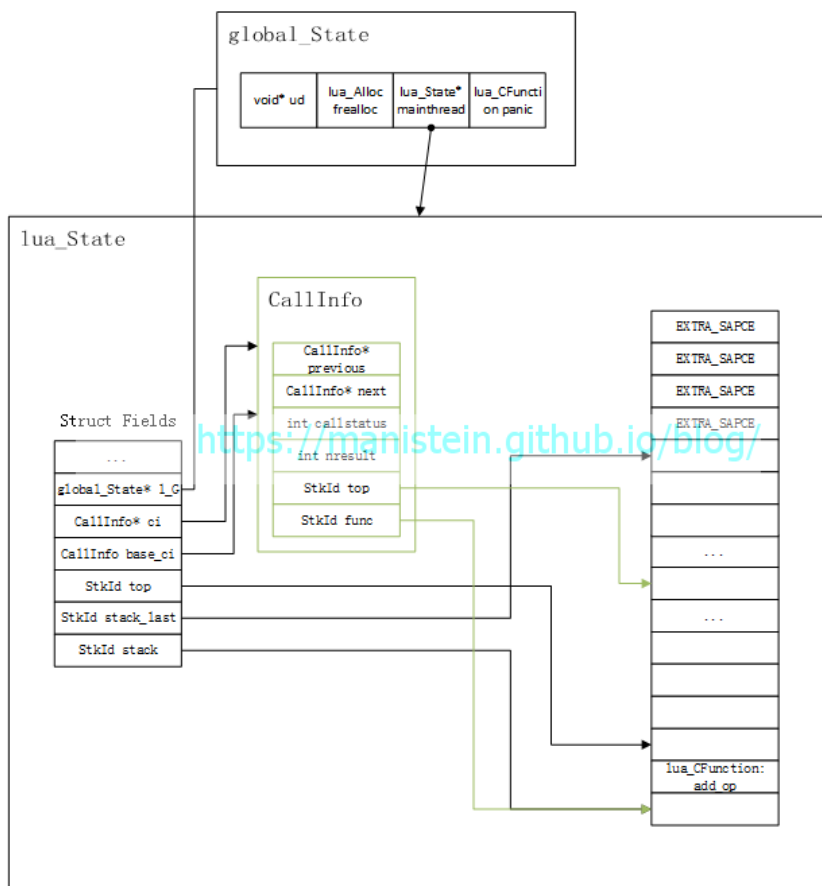 global_State
void* ud
lua_Alloc
frealloc
lua_State*
mainthread
lua_CFuncti
on panic
lua_State
CallInfo
CallInfo*
previous
CallInfo* next
int callstatus
int nresult
StkId top
StkId func
Struct Fields
...
global_State* l_G
CallInfo* ci
CallInfo base_ci
StkId top
StkId stack_last
StkId stack
EXTRA_SAPCE
EXTRA_SAPCE
EXTRA_SAPCE
EXTRA_SAPCE
...
...
lua_CFunction:
add_op
https://manistein.github.io/blog/